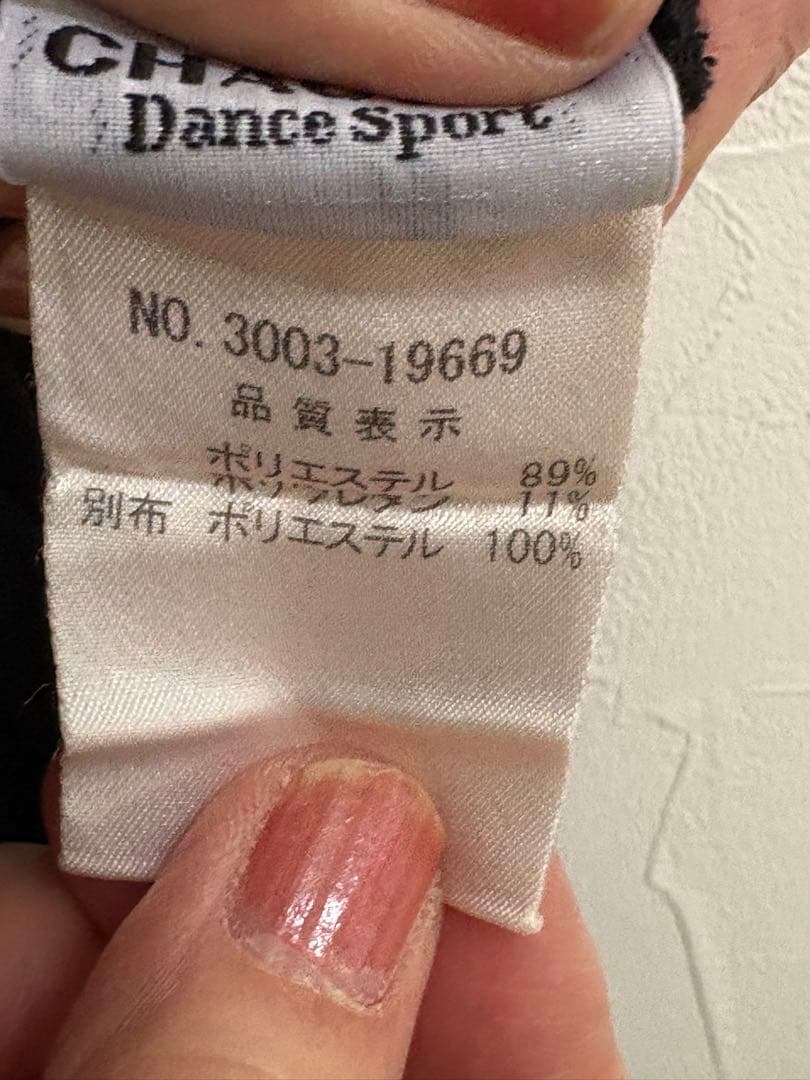 Dance Sport
NO. 3003-19669
品質表示
ポリエステル 89%
ポリウレタン 11%
別布 ポリエステル 100%